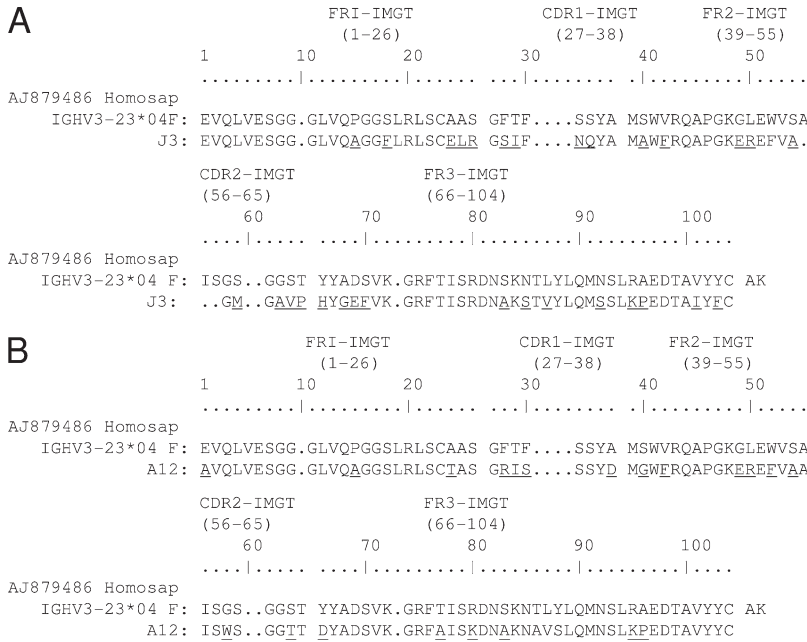 A
FRI-IMGT CDR1-IMGT FR2-IMGT
(1-26) (27-38) (39-55)
1 10 20 30 40 50
.........|.........|.........|.........|.........|.....
AJ879486 Homosap
IGHV3-23*04F: EVQLVESGG.GLVQPGGSLRLSCAAS GFTF....SSYA MSWVRQAPGKGLEWVSA
J3: EVQLVESGG.GLVQAGGFLRLSCELR GSIF....NQYA MAWFRQAPGKEREFVA.
CDR2-IMGT FR3-IMGT
(56-65) (66-104)
60 70 80 90 100
....|.........|.........|.........|.........|....
AJ879486 Homosap
IGHV3-23*04 F: ISGS..GGST YYADSVK.GRFTISRDNSKNTLYLQMNSLRAEDTAVYYC AK
J3: ..GM..GAVP HYGEFVK.GRFTISRDNAKSTVYLQMSSLKPEDTAIYFC
B
FRI-IMGT CDR1-IMGT FR2-IMGT
(1-26) (27-38) (39-55)
1 10 20 30 40 50
.........|.........|.........|.........|.........|.....
AJ879486 Homosap
IGHV3-23*04 F: EVQLVESGG.GLVQPGGSLRLSCAAS GFTF....SSYA MSWVRQAPGKGLEWVSA
A12: AVQLVESGG.GLVQAGGSLRLSCTAS GRIS....SSYD MGWFRQAPGKEREFVAA
CDR2-IMGT FR3-IMGT
(56-65) (66-104)
60 70 80 90 100
....|.........|.........|.........|.........|....
AJ879486 Homosap
IGHV3-23*04 F: ISGS..GGST YYADSVK.GRFTISRDNSKNTLYLQMNSLRAEDTAVYYC AK
A12: ISWS..GGTT DYADSVK.GRFAISKDNAKNAVSLQMNSLKPEDTAVYYC